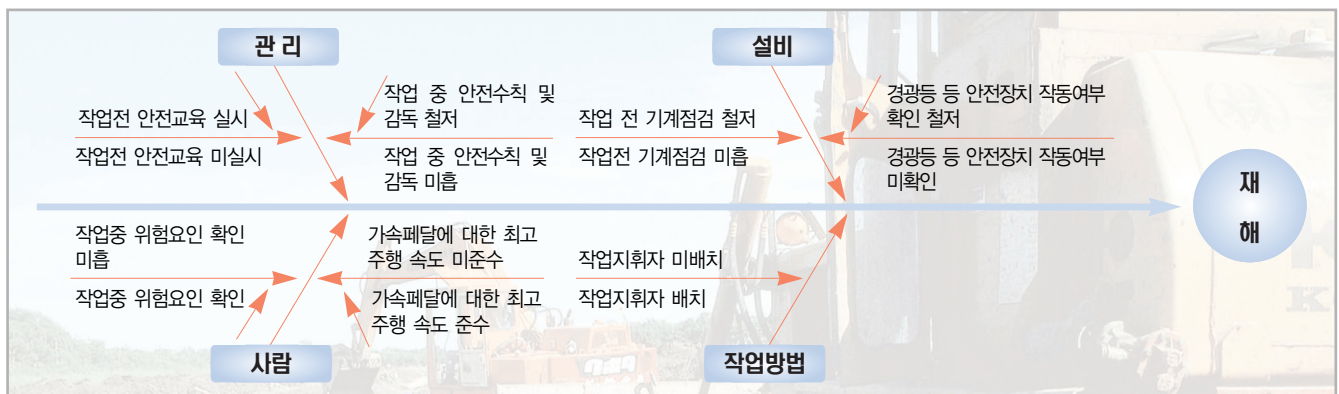 관 리
설비
작업전 안전교육 실시
작업전 안전교육 미실시
작업 중 안전수칙 및
감독 철저
작업 중 안전수칙 및
감독 미흡
작업 전 기계점검 철저
작업전 기계점검 미흡
경광등 등 안전장치 작동여부
확인 철저
경광등 등 안전장치 작동여부
미확인
재
해
작업중 위험요인 확인
미흡
작업중 위험요인 확인
가속페달에 대한 최고
주행 속도 미준수
가속페달에 대한 최고
주행 속도 준수
작업지휘자 미배치
작업지휘자 배치
사람
작업방법